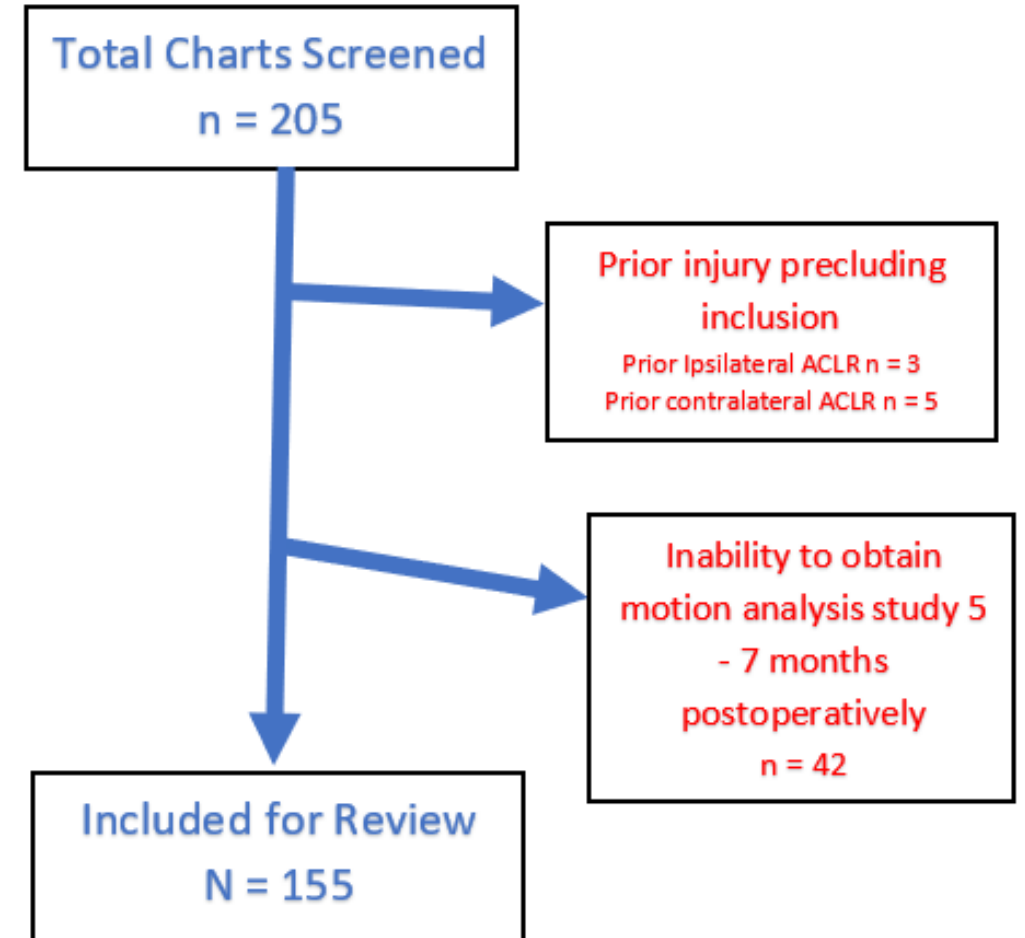 Total Charts Screened
n = 205
Prior injury precluding
inclusion
Prior Ipsilateral ACLR n = 3
Prior contralateral ACLR n = 5
Inability to obtain
motion analysis study 5
- 7 months
postoperatively
n = 42
Included for Review
N = 155